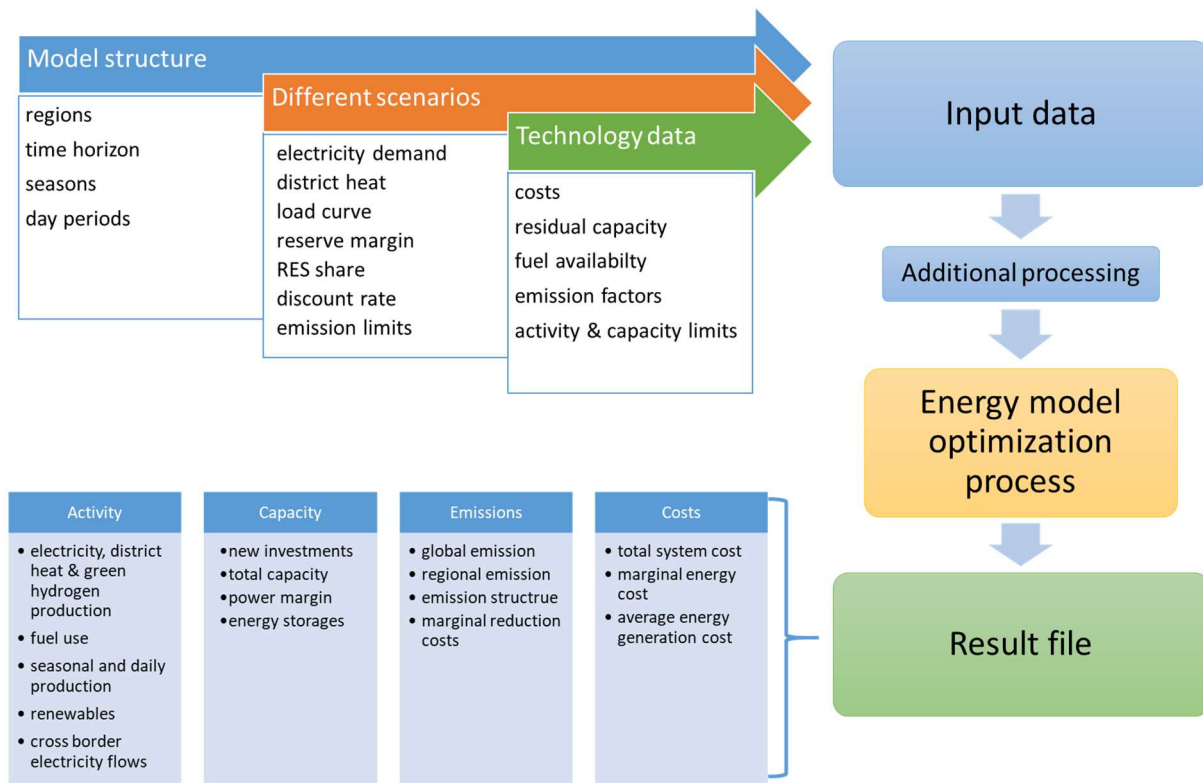 Model structure
regions
time horizon
seasons
day periods
Different scenarios
electricity demand
district heat
load curve
reserve margin
RES share
discount rate
emission limits
Technology data
costs
residual capacity
fuel availabilty
emission factors
activity & capacity limits
Input data
Additional processing
Energy model
optimization
process
Result file
Activity
• electricity, district
heat & green
hydrogen
production
• fuel use
• seasonal and daily
production
• renewables
• cross border
electricity flows
Capacity
•new investments
•total capacity
•power margin
•energy storages
Emissions
• global emission
• regional emission
• emission structrue
• marginal reduction
costs
Costs
• total system cost
• marginal energy
cost
• average energy
generation cost